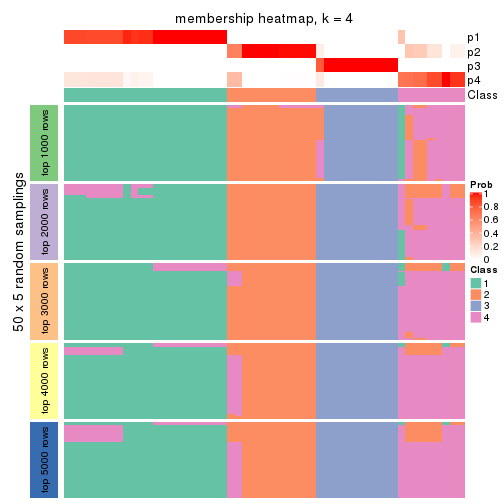 membership heatmap, k = 4
p1
p2
p3
p4
Class
50 x 5 random samplings
top 1000 rows
top 2000 rows
top 3000 rows
top 4000 rows
top 5000 rows
Prob
1
0.8
0.6
0.4
0.2
0
Class
1
2
3
4